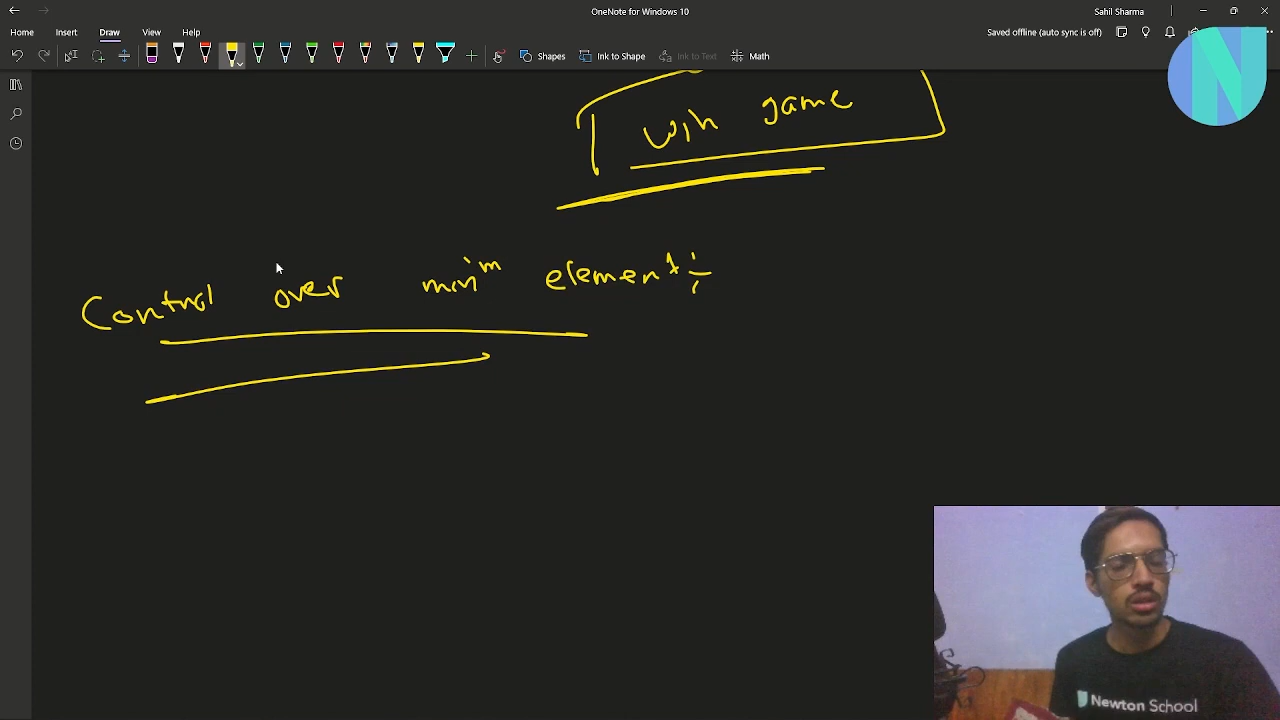 OneNote for Windows 10
Sahil Sharma
Home Insert Draw View Help
Saved offline (auto sync is off)
Shapes Ink to Shape Ink to Text Math
Win game
Control over minᵐ element :-
Newton School